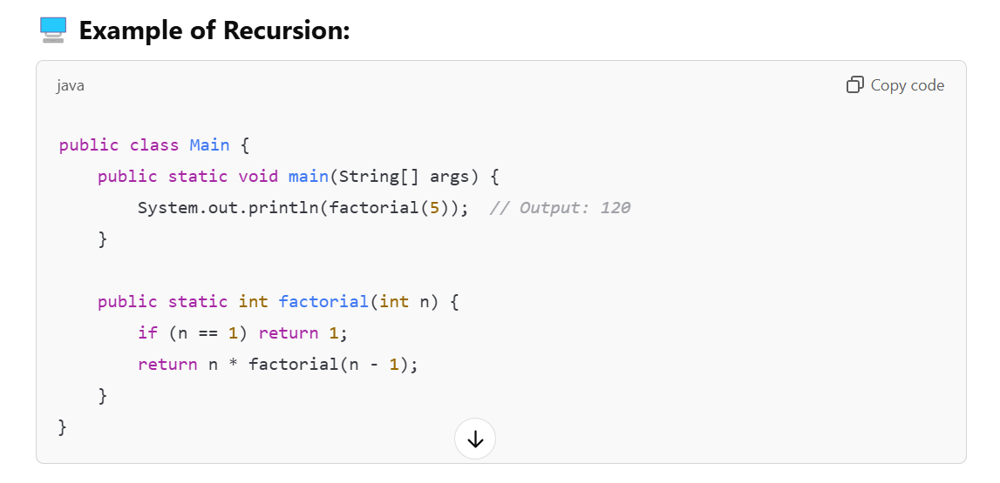 Example of Recursion:
java
Copy code
public class Main {
    public static void main(String[] args) {
        System.out.println(factorial(5));  // Output: 120
    }
    public static int factorial(int n) {
        if (n == 1) return 1;
        return n * factorial(n - 1);
    }
}